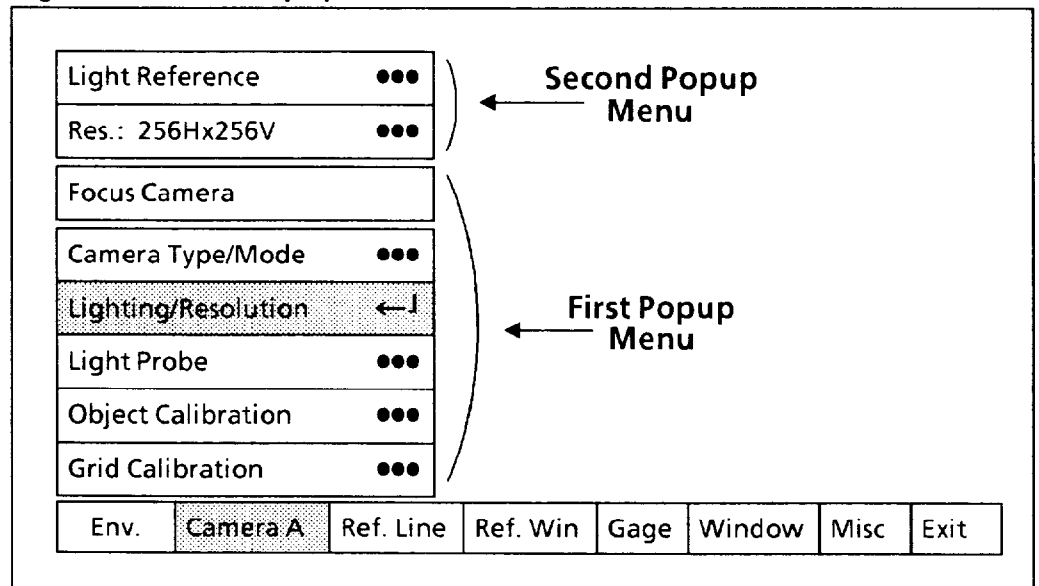 Light Reference ●●●
Second Popup
Menu
Res.: 256Hx256V ●●●
Focus Camera
Camera Type/Mode ●●●
Lighting/Resolution ←┘
First Popup
Menu
Light Probe ●●●
Object Calibration ●●●
Grid Calibration ●●●
Env. Camera A Ref. Line Ref. Win Gage Window Misc Exit